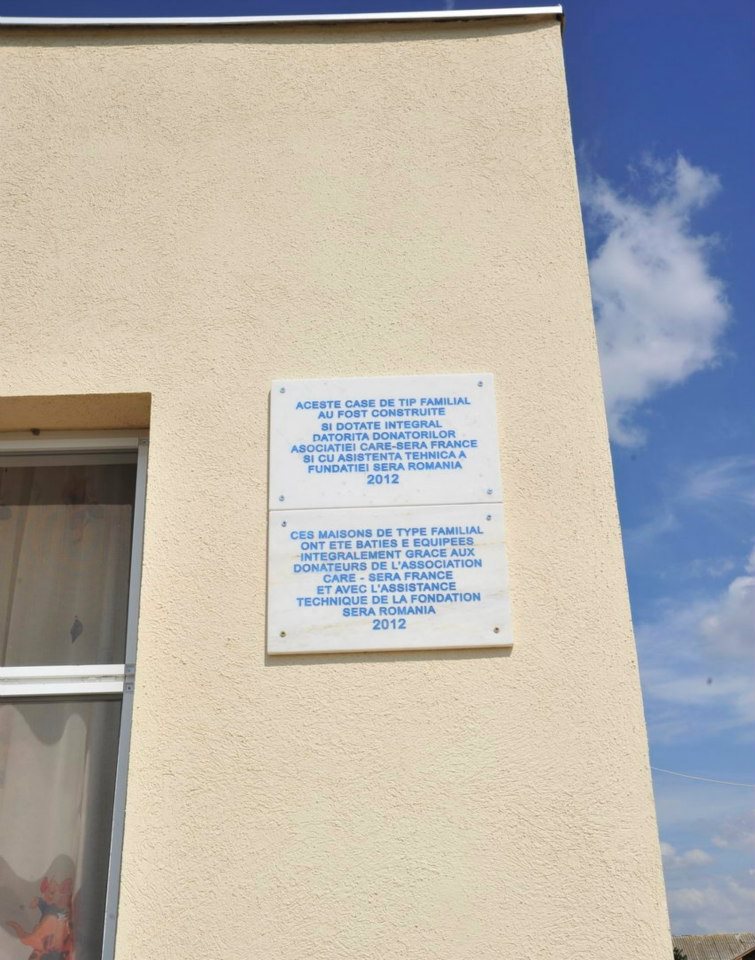 ACESTE CASE DE TIP FAMILIAL
AU FOST CONSTRUITE
SI DOTATE INTEGRAL
DATORITA DONATORILOR
ASOCIATIEI CARE-SERA FRANCE
SI CU ASISTENTA TEHNICA A
FUNDATIEI SERA ROMANIA
2012
CES MAISONS DE TYPE FAMILIAL
ONT ETE BATIES E EQUIPEES
INTEGRALEMENT GRACE AUX
DONATEURS DE L'ASSOCIATION
CARE - SERA FRANCE
ET AVEC L'ASSISTANCE
TECHNIQUE DE LA FONDATION
SERA ROMANIA
2012